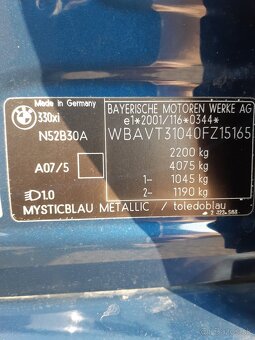 Made in Germany
BAYERISCHE MOTOREN WERKE AG
330xi
e1*2001/116*0344*
N52B30A
WBAVT31040FZ15165
2200 kg
A07/5
4075 kg
1- 1045 kg
1.0
2- 1190 kg
MYSTICBLAU METALLIC / toledoblau